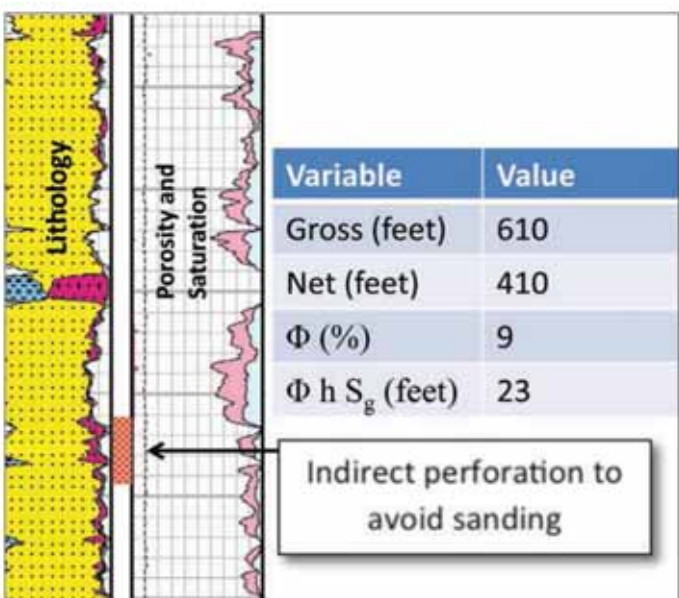 Lithology
Porosity and
Saturation
Variable Value
Gross (feet) 610
Net (feet) 410
Φ (%) 9
Φ h Sg (feet) 23
Indirect perforation to
avoid sanding